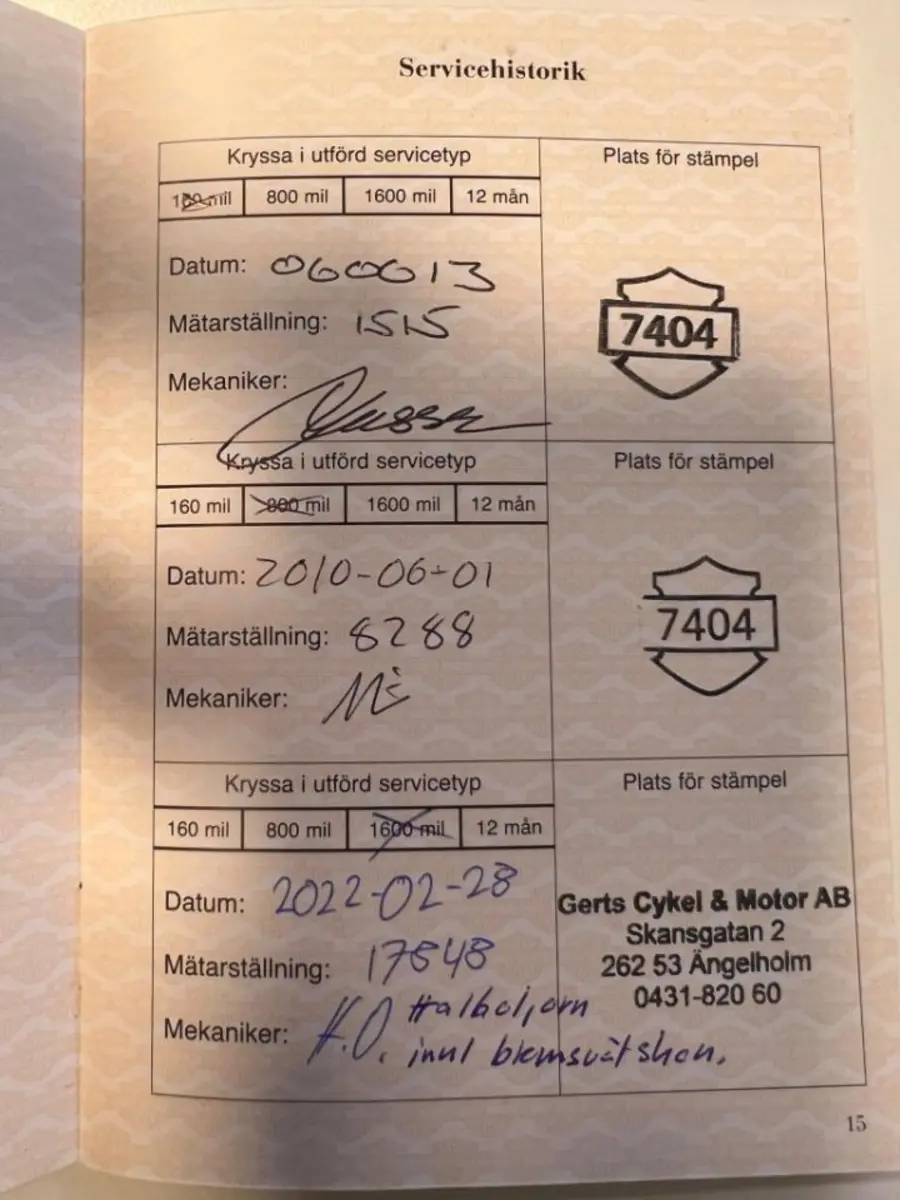 Servicehistorik
Kryssa i utförd servicetyp
Plats för stämpel
160 mil 800 mil 1600 mil 12 mån
Datum: 060613
Mätarställning: 1515
7404
Mekaniker:
Kryssa i utförd servicetyp
Plats för stämpel
160 mil 800 mil 1600 mil 12 mån
Datum: 2010-06-01
Mätarställning: 8288
7404
Mekaniker:
Kryssa i utförd servicetyp
Plats för stämpel
160 mil 800 mil 1600 mil 12 mån
Datum: 2022-02-28
Mätarställning: 17848
Mekaniker: H.O.
inkl bremsvätskan.
Gerts Cykel & Motor AB
Skansgatan 2
262 53 Ängelholm
0431-820 60
15